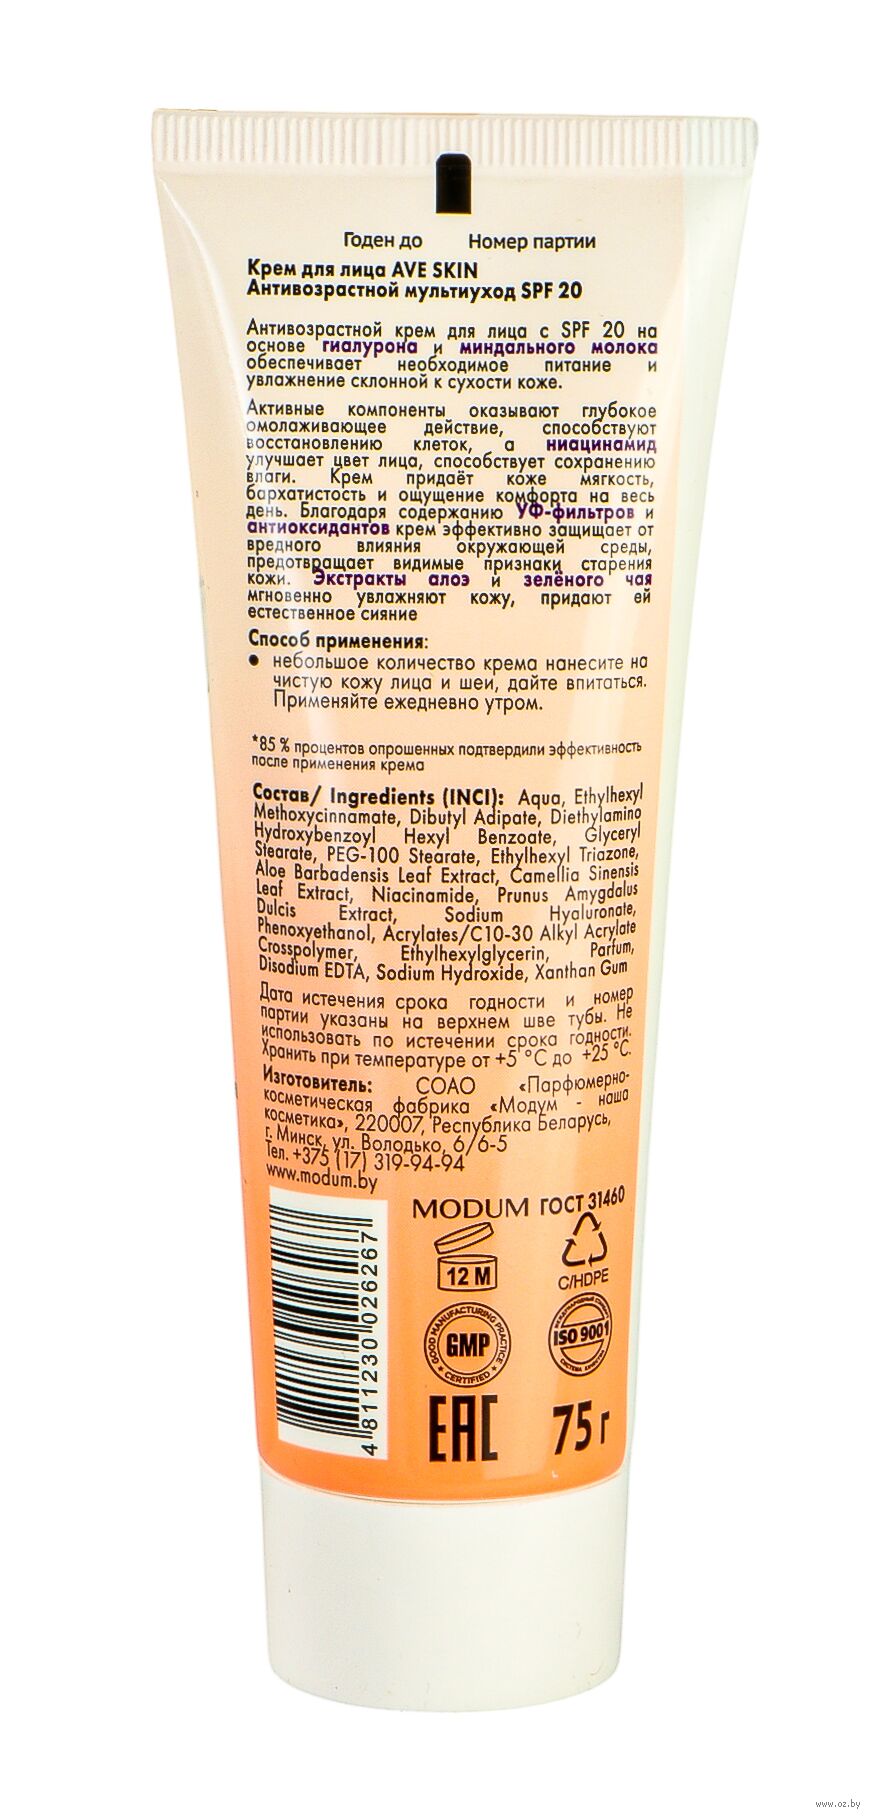 Годен до Номер партии
Крем для лица AVE SKIN
Антивозрастной мультиуход SPF 20
Антивозрастной крем для лица с SPF 20 на
основе гиалурона и миндального молока
обеспечивает необходимое питание и
увлажнение склонной к сухости коже.
Активные компоненты оказывают глубокое
омолаживающее действие, способствуют
восстановлению клеток, а ниацинамид
улучшает цвет лица, способствует сохранению
влаги. Крем придаёт коже мягкость,
бархатистость и ощущение комфорта на весь
день. Благодаря содержанию УФ-фильтров и
антиоксидантов крем эффективно защищает от
вредного влияния окружающей среды,
предотвращает видимые признаки старения
кожи. Экстракты алоэ и зелёного чая
мгновенно увлажняют кожу, придают ей
естественное сияние
Способ применения:
• небольшое количество крема нанесите на
чистую кожу лица и шеи, дайте впитаться.
Применяйте ежедневно утром.
*85 % процентов опрошенных подтвердили эффективность
после применения крема
Состав/ Ingredients (INCI): Aqua, Ethylhexyl
Methoxycinnamate, Dibutyl Adipate, Diethylamino
Hydroxybenzoyl Hexyl Benzoate, Glyceryl
Stearate, PEG-100 Stearate, Ethylhexyl Triazone,
Aloe Barbadensis Leaf Extract, Camellia Sinensis
Leaf Extract, Niacinamide, Prunus Amygdalus
Dulcis Extract, Sodium Hyaluronate,
Phenoxyethanol, Acrylates/C10-30 Alkyl Acrylate
Crosspolymer, Ethylhexylglycerin, Parfum,
Disodium EDTA, Sodium Hydroxide, Xanthan Gum
Дата истечения срока годности и номер
партии указаны на верхнем шве тубы. Не
использовать по истечении срока годности.
Хранить при температуре от +5 °C до +25 °C.
Изготовитель: СОАО «Парфюмерно-
косметическая фабрика «Модум - наша
косметика», 220007, Республика Беларусь,
г. Минск, ул. Володько, 6/6-5
Тел. +375 (17) 319-94-94
www.modum.by
MODUM ГОСТ 31460
12 М
C/HDPE
GOOD MANUFACTURING PRACTICE
GMP
CERTIFIED
МЕЖДУНАРОДНЫЙ СТАНДАРТ
ISO 9001
СИСТЕМА КАЧЕСТВА
EAC
75 г
4 811230 026267
www.oz.by